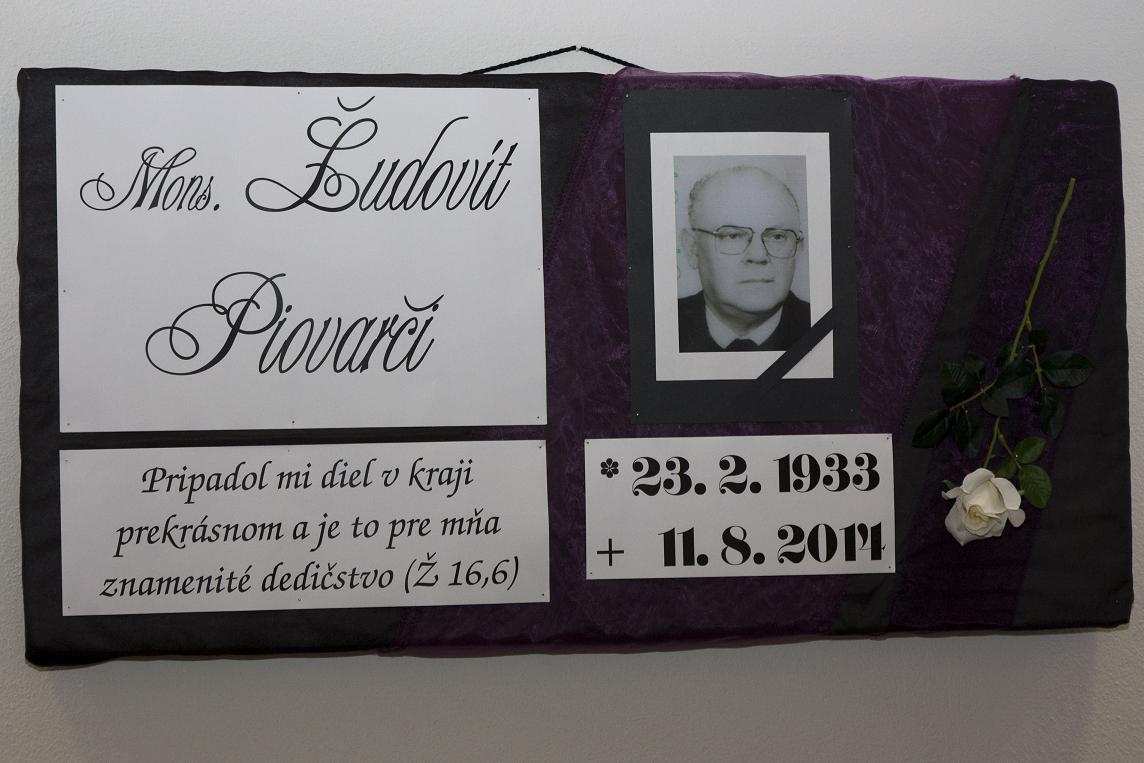 Mons. Ľudovít
Piovarči
Pripadol mi diel v kraji
prekrásnom a je to pre mňa
znamenité dedičstvo (Ž 16,6)
* 23. 2. 1933
+ 11. 8. 2014